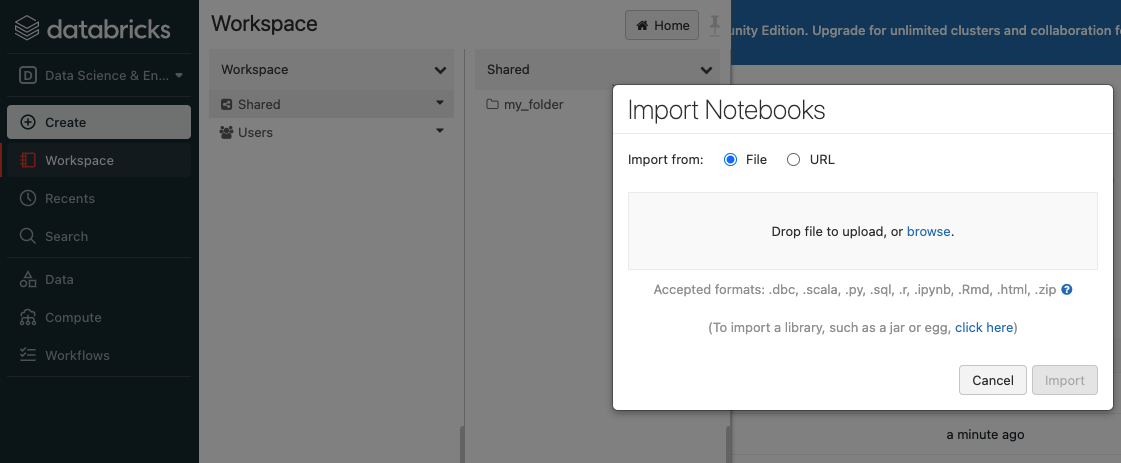 databricks
D Data Science & En...
Create
Workspace
Recents
Search
Data
Compute
Workflows
Workspace
Home
Workspace
Shared
Users
Shared
my_folder
unity Edition. Upgrade for unlimited clusters and collaboration f
Import Notebooks
Import from: File URL
Drop file to upload, or browse.
Accepted formats: .dbc, .scala, .py, .sql, .r, .ipynb, .Rmd, .html, .zip ?
(To import a library, such as a jar or egg, click here)
Cancel Import
a minute ago